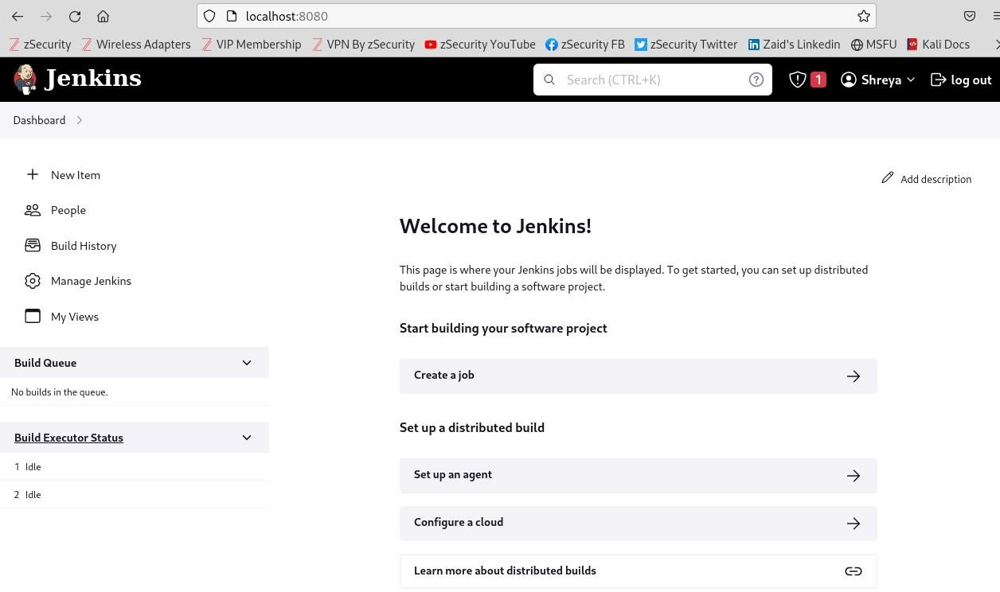 localhost:8080
zSecurity Wireless Adapters VIP Membership VPN By zSecurity zSecurity YouTube zSecurity FB zSecurity Twitter Zaid's Linkedin MSFU Kali Docs
Jenkins
Search (CTRL+K)
1
Shreya
log out
Dashboard
New Item
People
Build History
Manage Jenkins
My Views
Build Queue
No builds in the queue.
Build Executor Status
1 Idle
2 Idle
Add description
Welcome to Jenkins!
This page is where your Jenkins jobs will be displayed. To get started, you can set up distributed
builds or start building a software project.
Start building your software project
Create a job
Set up a distributed build
Set up an agent
Configure a cloud
Learn more about distributed builds